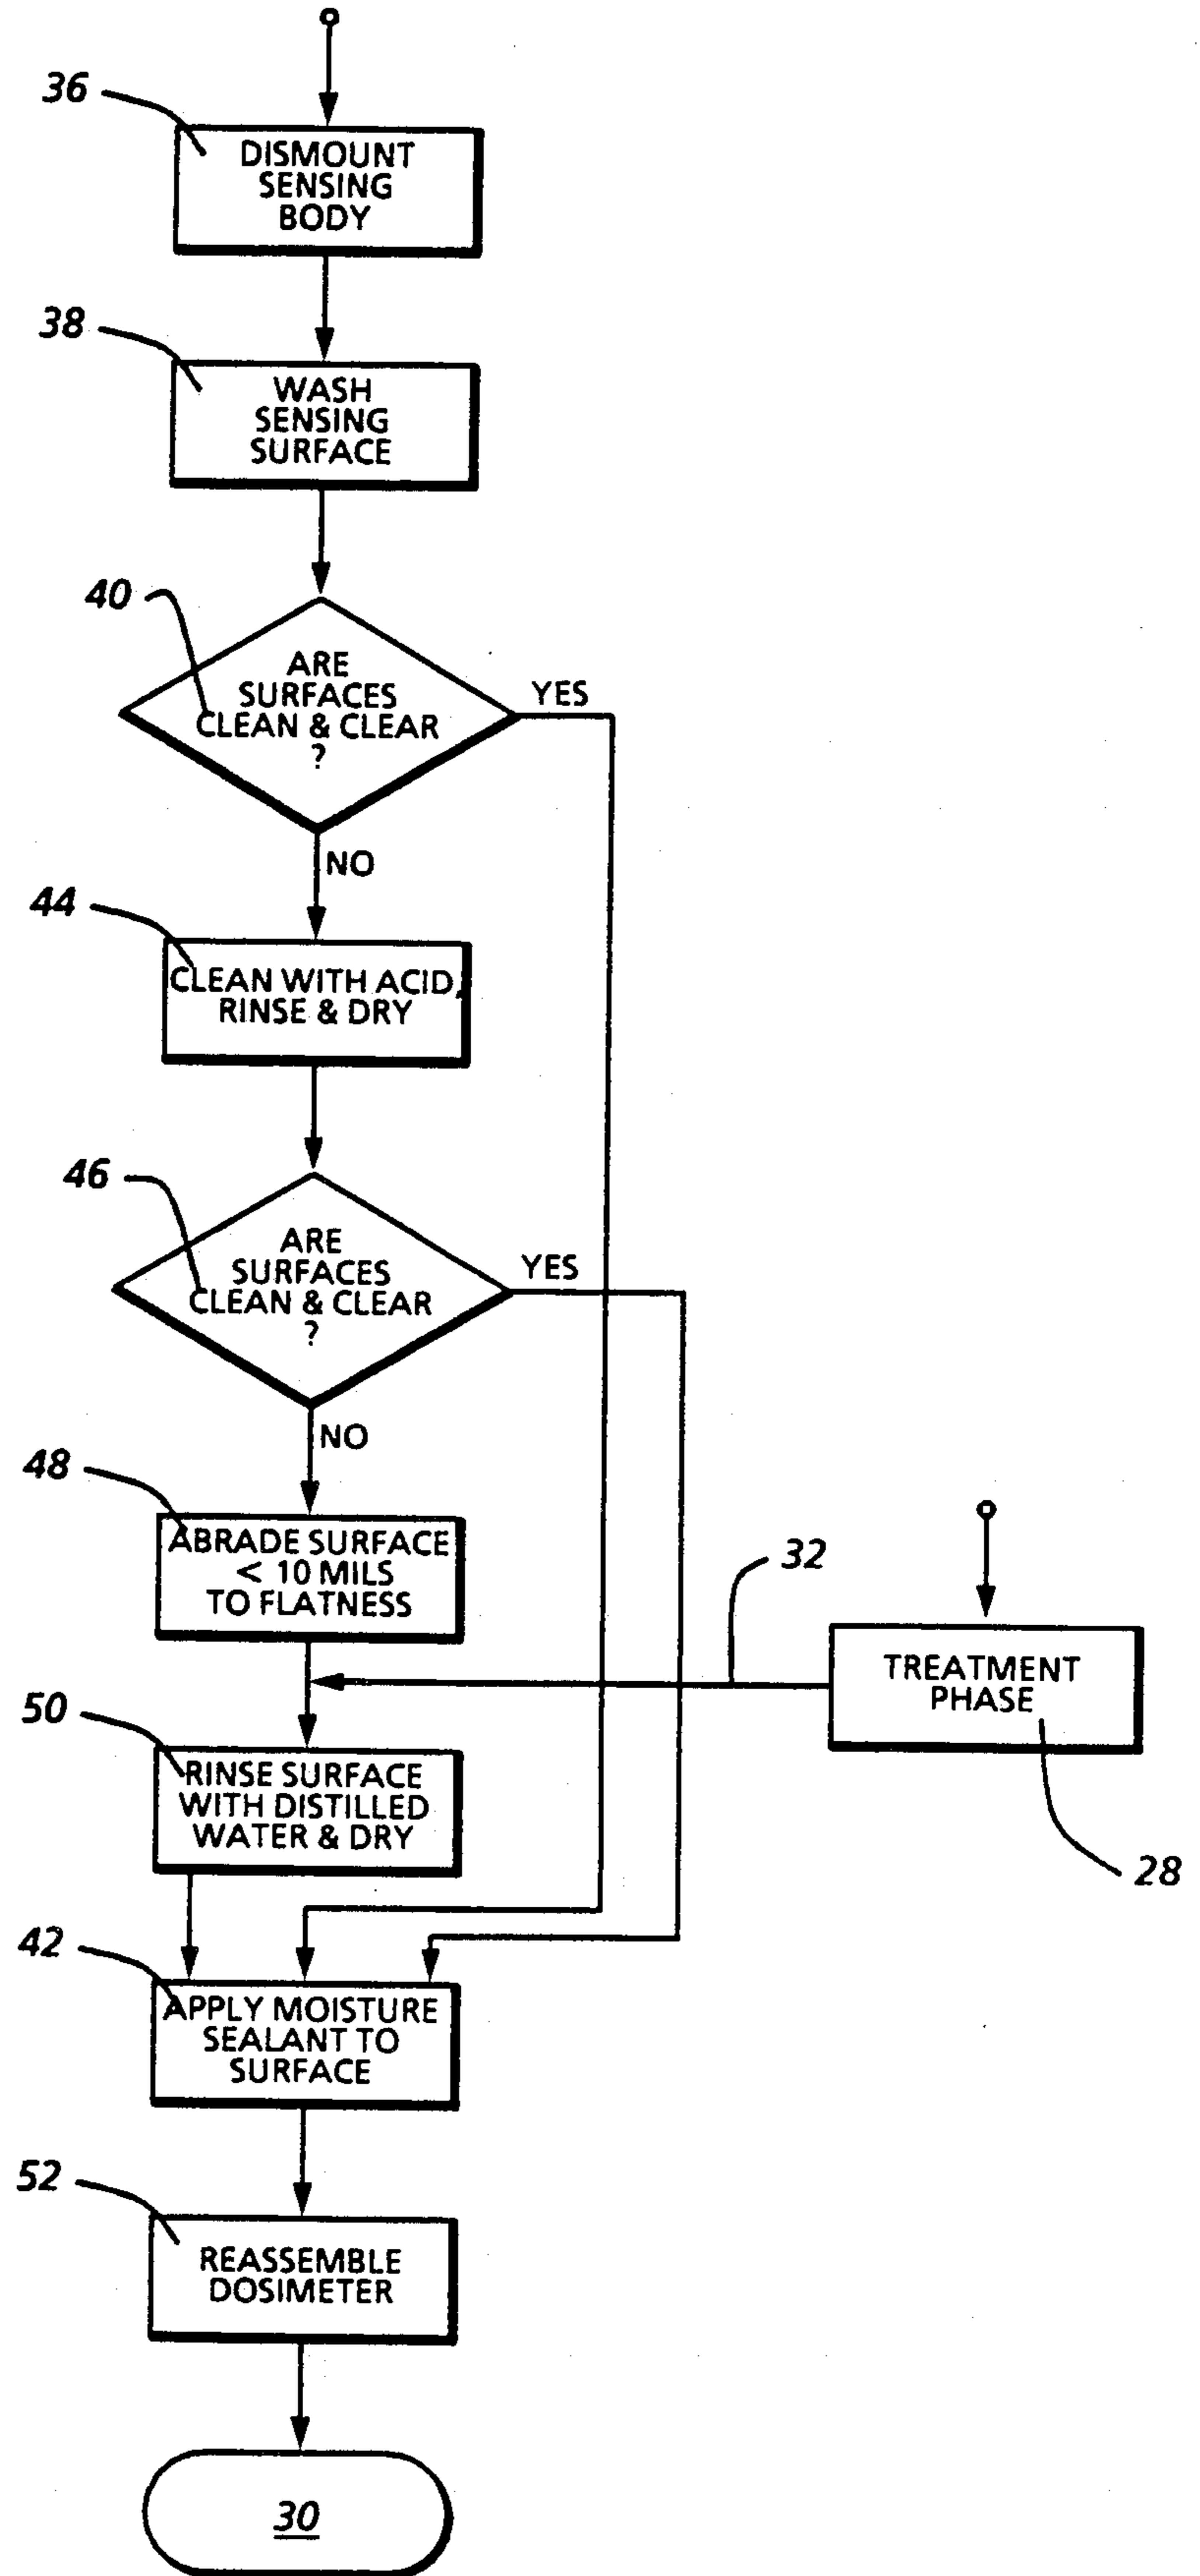 36
DISMOUNT
SENSING
BODY
38
WASH
SENSING
SURFACE
40
ARE
SURFACES
CLEAN & CLEAR
?
YES
NO
44
CLEAN WITH ACID,
RINSE & DRY
46
ARE
SURFACES
CLEAN & CLEAR
?
YES
NO
48
ABRADE SURFACE
< 10 MILS
TO FLATNESS
32
TREATMENT
PHASE
28
50
RINSE SURFACE
WITH DISTILLED
WATER & DRY
42
APPLY MOISTURE
SEALANT TO
SURFACE
52
REASSEMBLE
DOSIMETER
30